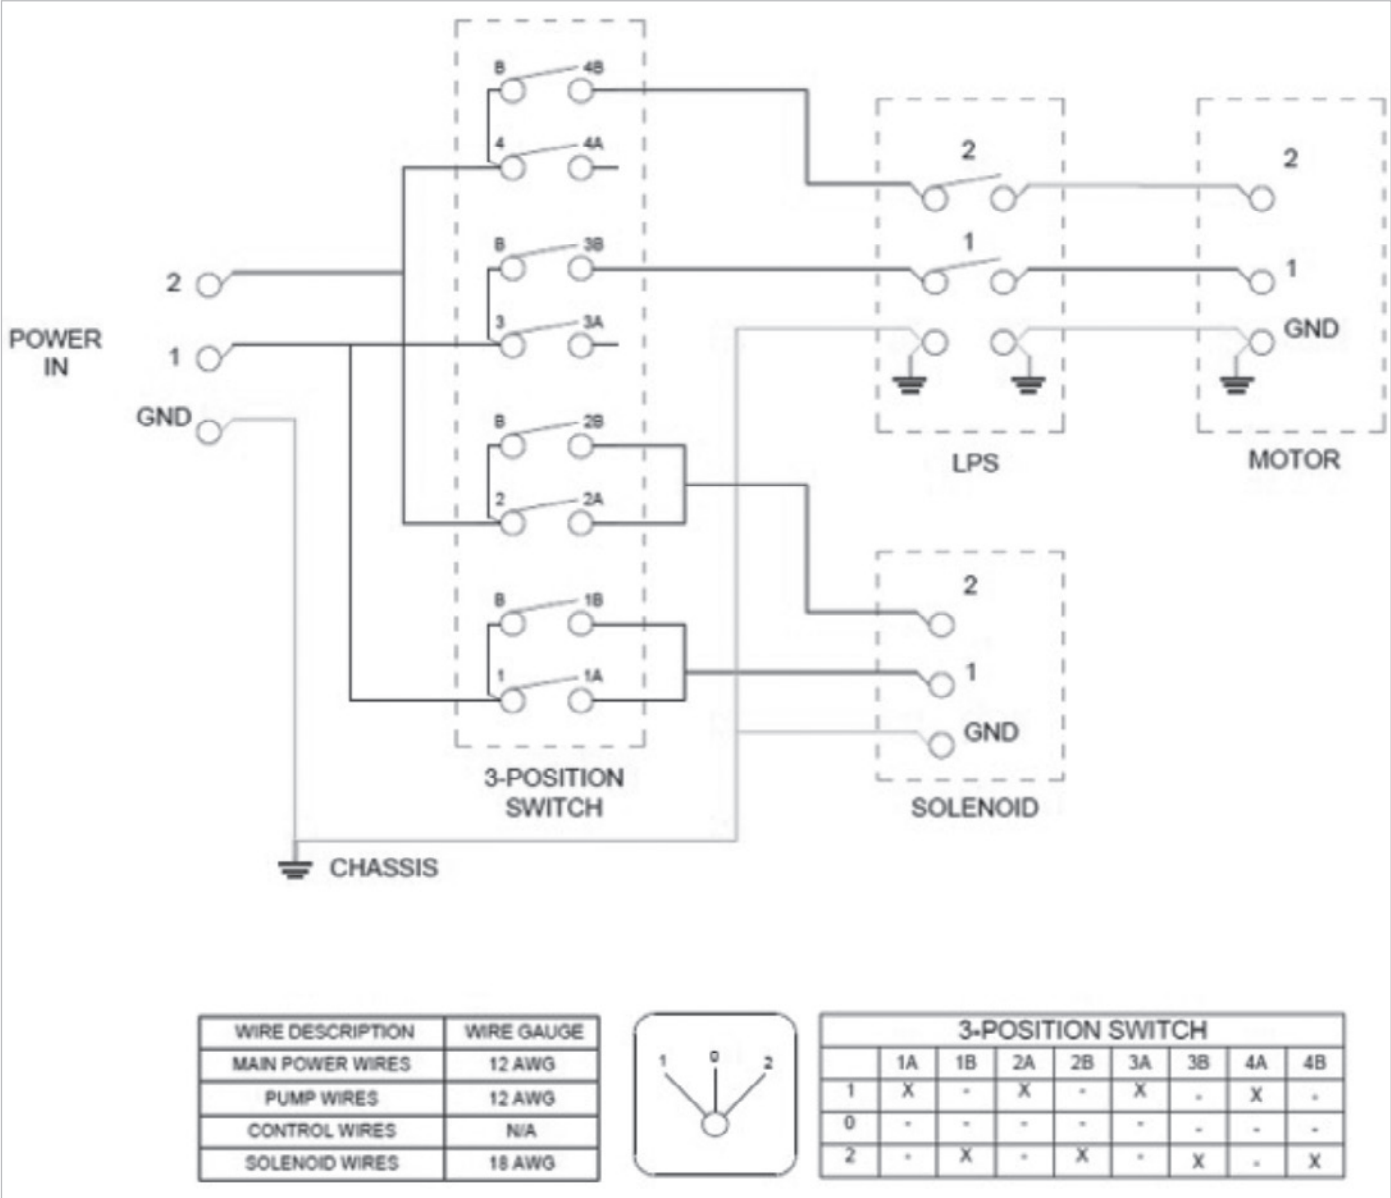 B 4B
4 4A
2
2
B 3B
1
2
1
POWER
IN
3 3A
1
GND
GND
B 2B
LPS
MOTOR
2 2A
2
B 1B
1
1 1A
GND
3-POSITION
SWITCH
SOLENOID
CHASSIS
WIRE DESCRIPTION WIRE GAUGE
MAIN POWER WIRES 12 AWG
PUMP WIRES 12 AWG
CONTROL WIRES N/A
SOLENOID WIRES 18 AWG
1 0 2
3-POSITION SWITCH
1A 1B 2A 2B 3A 3B 4A 4B
1 X - X - X - X -
0 - - - - - - - -
2 - X - X - X - X